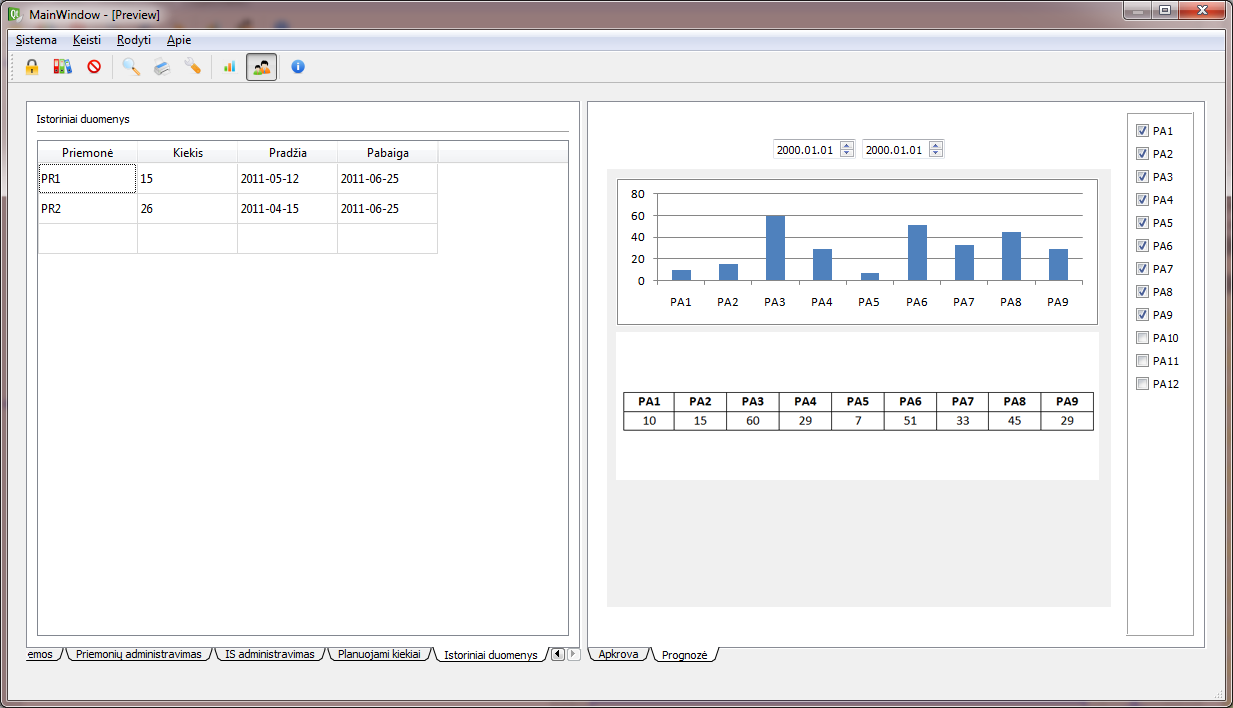 MainWindow - [Preview]
Sistema Keisti Rodyti Apie
Istoriniai duomenys
Priemonė Kiekis Pradžia Pabaiga
PR1 15 2011-05-12 2011-06-25
PR2 26 2011-04-15 2011-06-25
emos Priemonių administravimas IS administravimas Planuojami kiekiai Istoriniai duomenys
2000.01.01 2000.01.01
80
60
40
20
0
PA1 PA2 PA3 PA4 PA5 PA6 PA7 PA8 PA9
PA1 PA2 PA3 PA4 PA5 PA6 PA7 PA8 PA9
10 15 60 29 7 51 33 45 29
Apkrova Prognozė
PA1
PA2
PA3
PA4
PA5
PA6
PA7
PA8
PA9
PA10
PA11
PA12